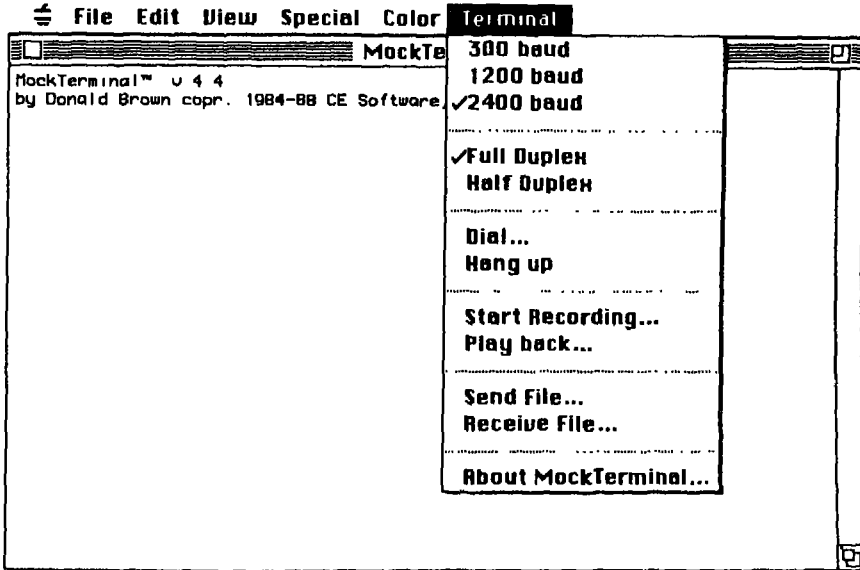 File Edit View Special Color Terminal
MockTe
MockTerminal™ v 4 4
by Donald Brown copr. 1984-88 CE Software,
300 baud
1200 baud
✓2400 baud
✓Full Duplex
Half Duplex
Dial...
Hang up
Start Recording...
Play back...
Send File...
Receive File...
About MockTerminal...